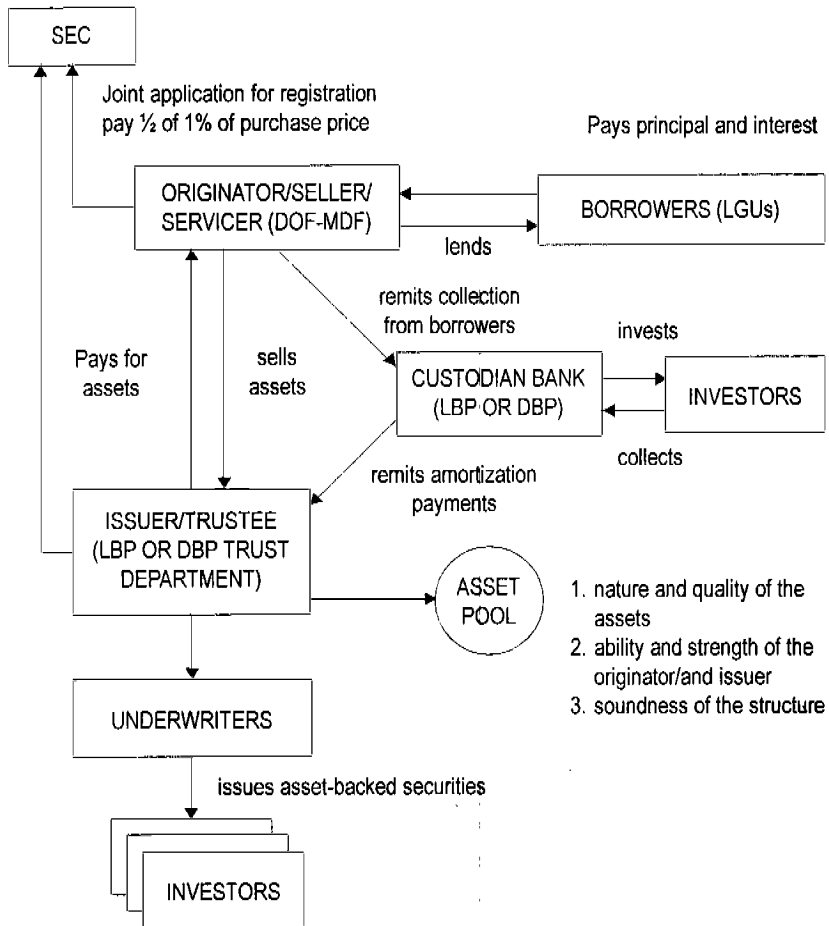 SEC
Joint application for registration
pay ½ of 1% of purchase price
Pays principal and interest
ORIGINATOR/SELLER/
SERVICER (DOF-MDF)
BORROWERS (LGUs)
lends
remits collection
from borrowers
invests
Pays for
assets
sells
assets
CUSTODIAN BANK
(LBP OR DBP)
INVESTORS
collects
remits amortization
payments
ISSUER/TRUSTEE
(LBP OR DBP TRUST
DEPARTMENT)
ASSET
POOL
1. nature and quality of the
assets
2. ability and strength of the
originator/and issuer
3. soundness of the structure
UNDERWRITERS
issues asset-backed securities
INVESTORS